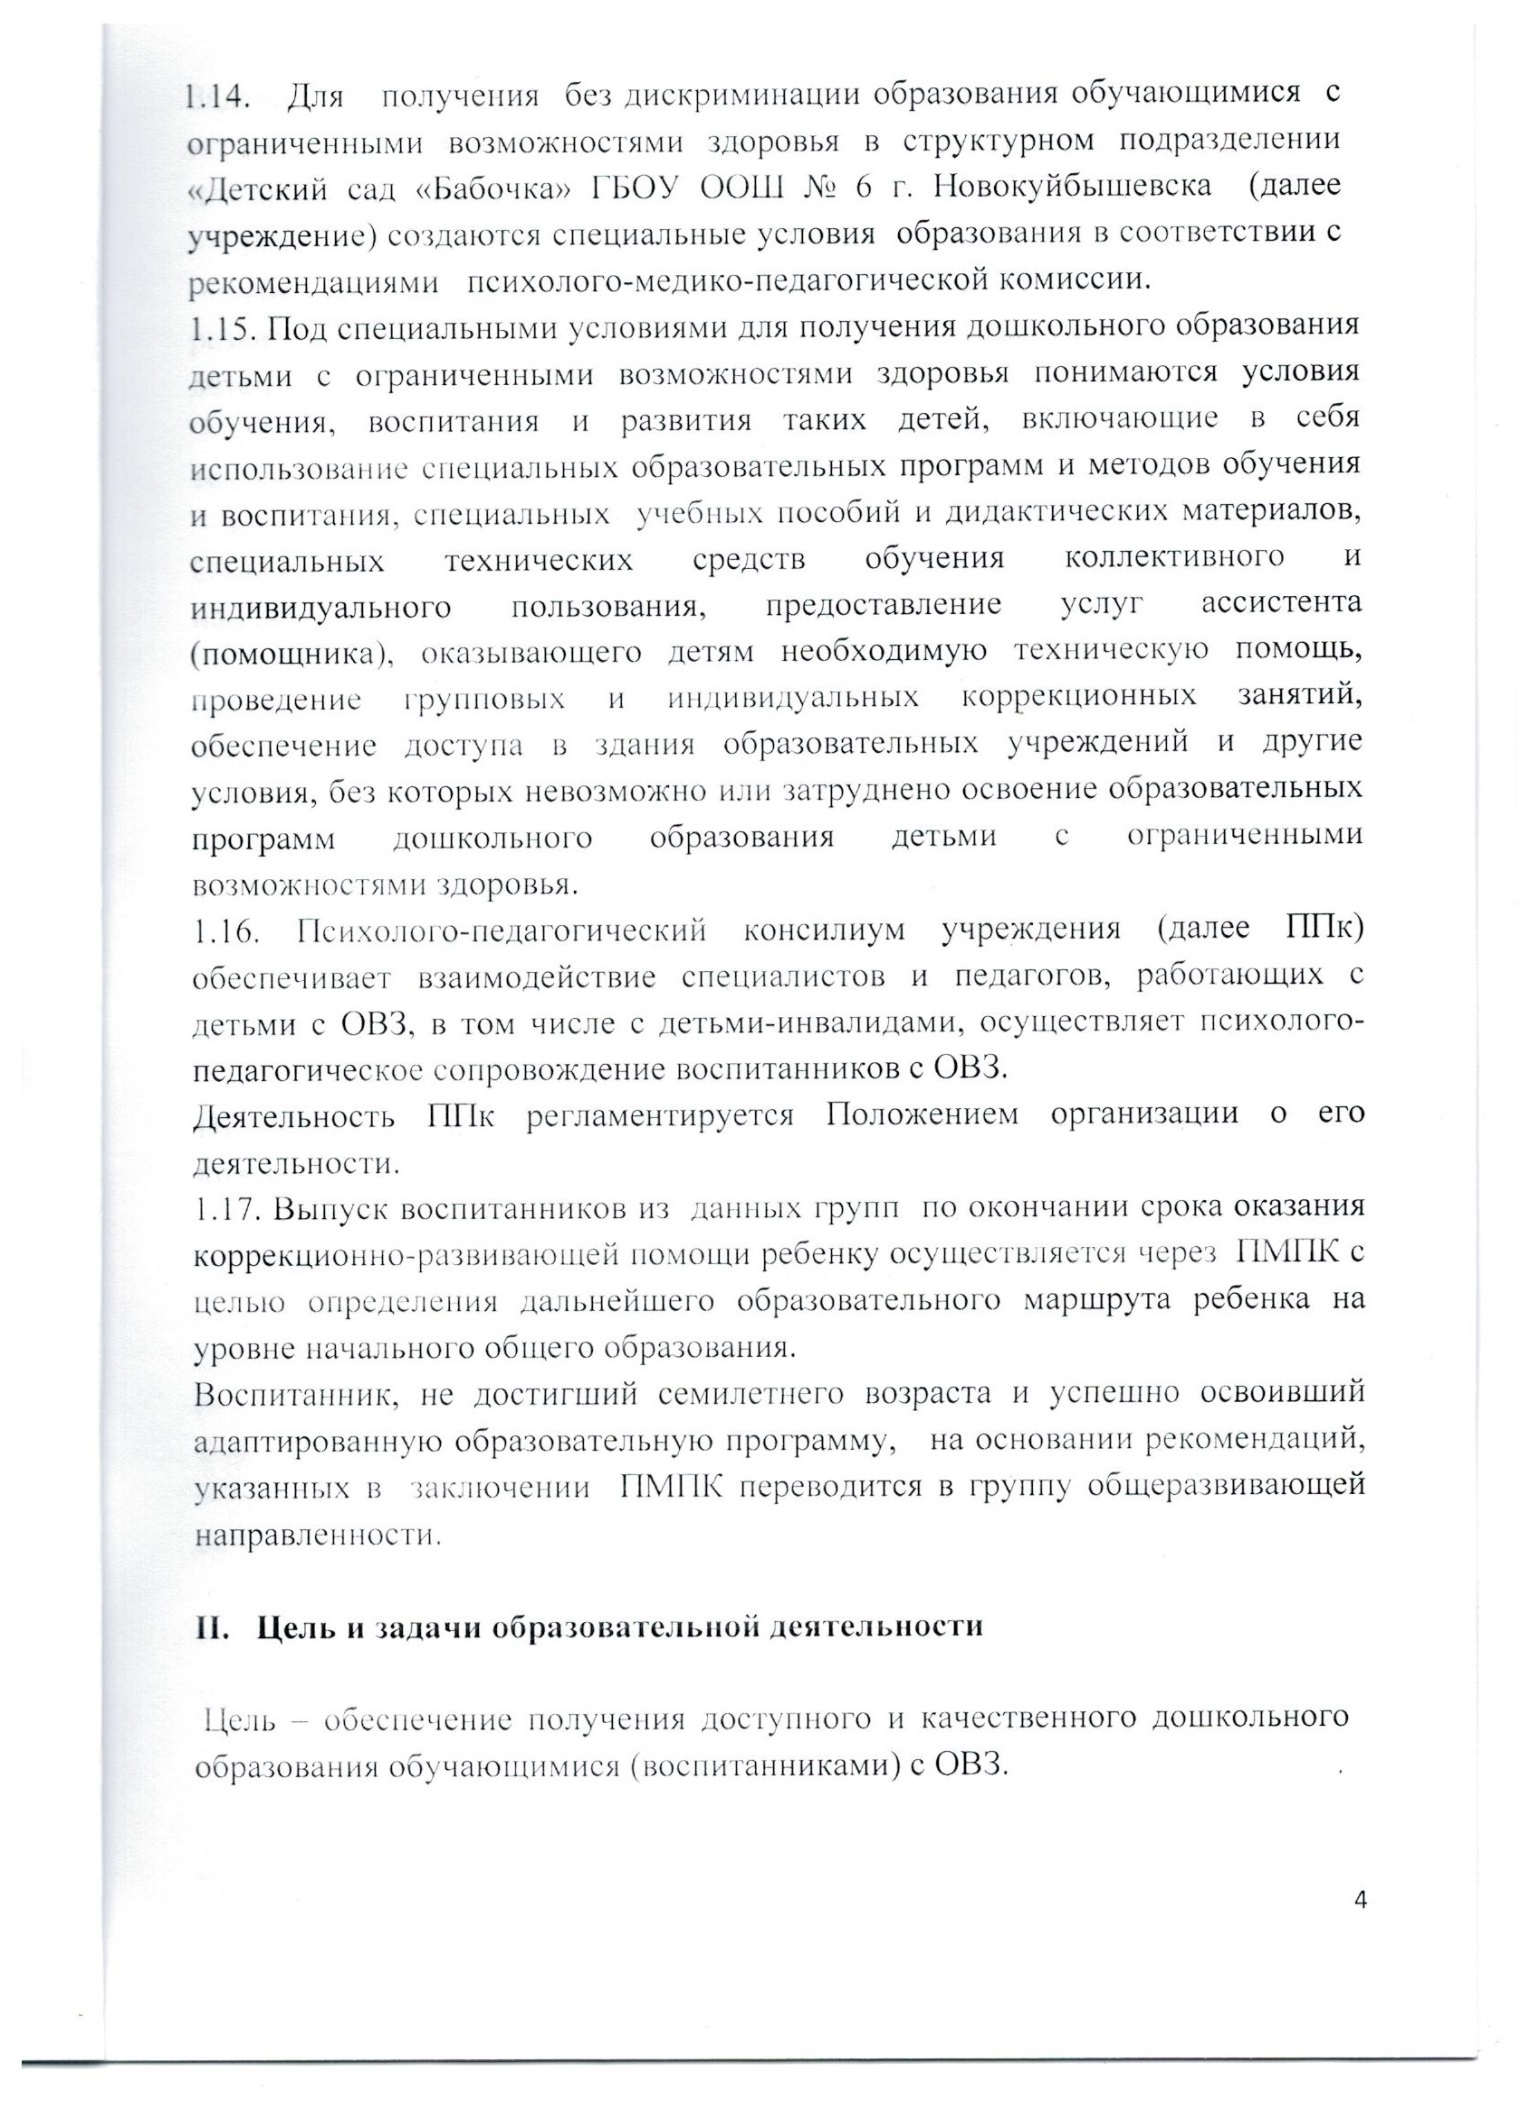 1.14. Для получения без дискриминации образования обучающимися с
ограниченными возможностями здоровья в структурном подразделении
«Детский сад «Бабочка» ГБОУ ООШ № 6 г. Новокуйбышевска (далее
учреждение) создаются специальные условия образования в соответствии с
рекомендациями психолого-медико-педагогической комиссии.
1.15. Под специальными условиями для получения дошкольного образования
детьми с ограниченными возможностями здоровья понимаются условия
обучения, воспитания и развития таких детей, включающие в себя
использование специальных образовательных программ и методов обучения
и воспитания, специальных учебных пособий и дидактических материалов,
специальных технических средств обучения коллективного и
индивидуального пользования, предоставление услуг ассистента
(помощника), оказывающего детям необходимую техническую помощь,
проведение групповых и индивидуальных коррекционных занятий,
обеспечение доступа в здания образовательных учреждений и другие
условия, без которых невозможно или затруднено освоение образовательных
программ дошкольного образования детьми с ограниченными
возможностями здоровья.
1.16. Психолого-педагогический консилиум учреждения (далее ППк)
обеспечивает взаимодействие специалистов и педагогов, работающих с
детьми с ОВЗ, в том числе с детьми-инвалидами, осуществляет психолого-
педагогическое сопровождение воспитанников с ОВЗ.
Деятельность ППк регламентируется Положением организации о его
деятельности.
1.17. Выпуск воспитанников из данных групп по окончании срока оказания
коррекционно-развивающей помощи ребенку осуществляется через ПМПК с
целью определения дальнейшего образовательного маршрута ребенка на
уровне начального общего образования.
Воспитанник, не достигший семилетнего возраста и успешно освоивший
адаптированную образовательную программу, на основании рекомендаций,
указанных в заключении ПМПК переводится в группу общеразвивающей
направленности.
II. Цель и задачи образовательной деятельности
Цель – обеспечение получения доступного и качественного дошкольного
образования обучающимися (воспитанниками) с ОВЗ.
4